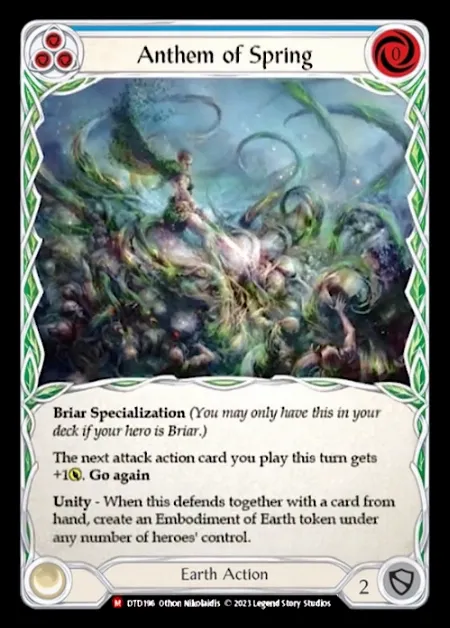 Anthem of Spring
0
Briar Specialization (You may only have this in your
deck if your hero is Briar.)
The next attack action card you play this turn gets
+1. Go again
Unity - When this defends together with a card from
hand, create an Embodiment of Earth token under
any number of heroes' control.
Earth Action
2
M DTD196 Othon Nikolaidis © 2023 Legend Story Studios